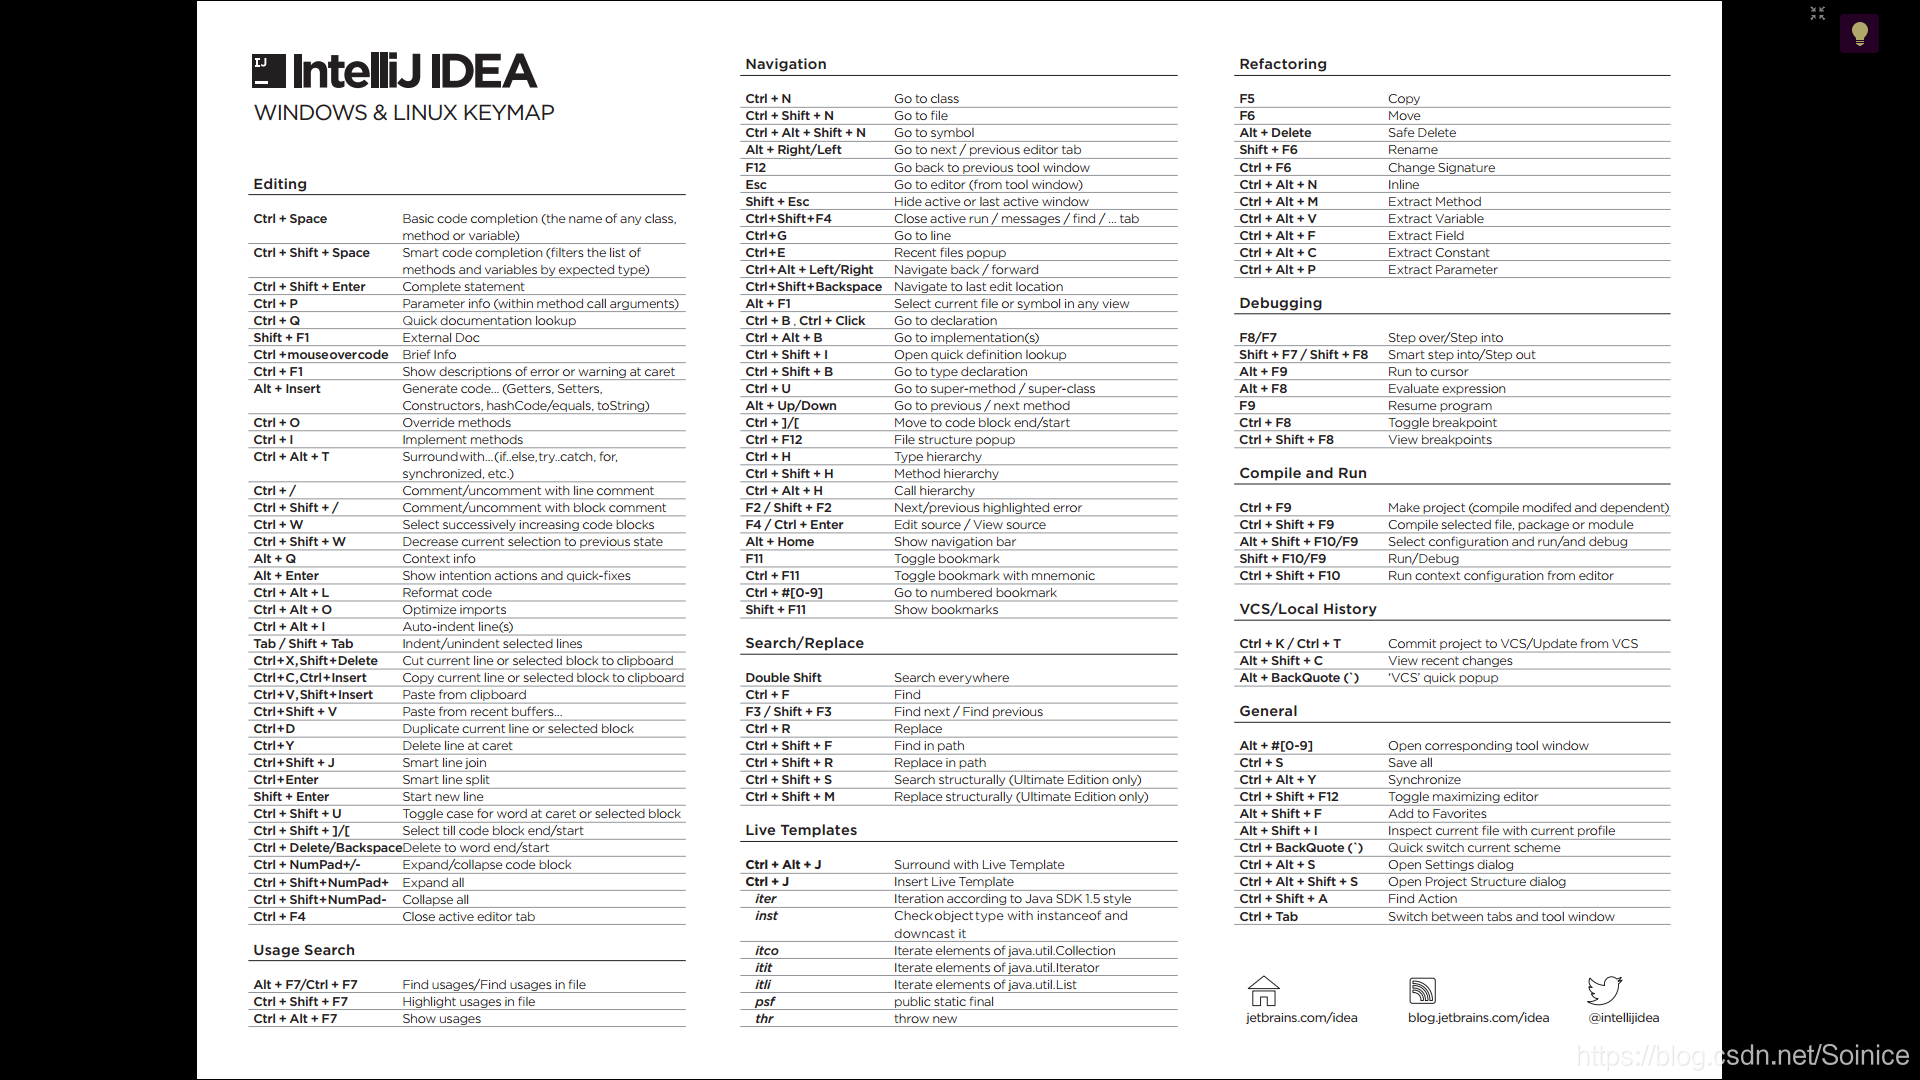 IJ IntelliJ IDEA
WINDOWS & LINUX KEYMAP
Editing
Ctrl + Space Basic code completion (the name of any class,
method or variable)
Ctrl + Shift + Space Smart code completion (filters the list of
methods and variables by expected type)
Ctrl + Shift + Enter Complete statement
Ctrl + P Parameter info (within method call arguments)
Ctrl + Q Quick documentation lookup
Shift + F1 External Doc
Ctrl +mouseovercode Brief Info
Ctrl + F1 Show descriptions of error or warning at caret
Alt + Insert Generate code... (Getters, Setters,
Constructors, hashCode/equals, toString)
Ctrl + O Override methods
Ctrl + I Implement methods
Ctrl + Alt + T Surroundwith...(if..else,try..catch, for,
synchronized, etc.)
Ctrl + / Comment/uncomment with line comment
Ctrl + Shift + / Comment/uncomment with block comment
Ctrl + W Select successively increasing code blocks
Ctrl + Shift + W Decrease current selection to previous state
Alt + Q Context info
Alt + Enter Show intention actions and quick-fixes
Ctrl + Alt + L Reformat code
Ctrl + Alt + O Optimize imports
Ctrl + Alt + I Auto-indent line(s)
Tab / Shift + Tab Indent/unindent selected lines
Ctrl+X,Shift+Delete Cut current line or selected block to clipboard
Ctrl+C,Ctrl+Insert Copy current line or selected block to clipboard
Ctrl+V,Shift+Insert Paste from clipboard
Ctrl+Shift + V Paste from recent buffers...
Ctrl+D Duplicate current line or selected block
Ctrl+Y Delete line at caret
Ctrl+Shift + J Smart line join
Ctrl+Enter Smart line split
Shift + Enter Start new line
Ctrl + Shift + U Toggle case for word at caret or selected block
Ctrl + Shift + ]/[ Select till code block end/start
Ctrl + Delete/Backspace Delete to word end/start
Ctrl + NumPad+/- Expand/collapse code block
Ctrl + Shift+NumPad+ Expand all
Ctrl + Shift+NumPad- Collapse all
Ctrl + F4 Close active editor tab
Usage Search
Alt + F7/Ctrl + F7 Find usages/Find usages in file
Ctrl + Shift + F7 Highlight usages in file
Ctrl + Alt + F7 Show usages
Navigation
Ctrl + N Go to class
Ctrl + Shift + N Go to file
Ctrl + Alt + Shift + N Go to symbol
Alt + Right/Left Go to next / previous editor tab
F12 Go back to previous tool window
Esc Go to editor (from tool window)
Shift + Esc Hide active or last active window
Ctrl+Shift+F4 Close active run / messages / find / ... tab
Ctrl+G Go to line
Ctrl+E Recent files popup
Ctrl+Alt + Left/Right Navigate back / forward
Ctrl+Shift+Backspace Navigate to last edit location
Alt + F1 Select current file or symbol in any view
Ctrl + B , Ctrl + Click Go to declaration
Ctrl + Alt + B Go to implementation(s)
Ctrl + Shift + I Open quick definition lookup
Ctrl + Shift + B Go to type declaration
Ctrl + U Go to super-method / super-class
Alt + Up/Down Go to previous / next method
Ctrl + ]/[ Move to code block end/start
Ctrl + F12 File structure popup
Ctrl + H Type hierarchy
Ctrl + Shift + H Method hierarchy
Ctrl + Alt + H Call hierarchy
F2 / Shift + F2 Next/previous highlighted error
F4 / Ctrl + Enter Edit source / View source
Alt + Home Show navigation bar
F11 Toggle bookmark
Ctrl + F11 Toggle bookmark with mnemonic
Ctrl + #[0-9] Go to numbered bookmark
Shift + F11 Show bookmarks
Search/Replace
Double Shift Search everywhere
Ctrl + F Find
F3 / Shift + F3 Find next / Find previous
Ctrl + R Replace
Ctrl + Shift + F Find in path
Ctrl + Shift + R Replace in path
Ctrl + Shift + S Search structurally (Ultimate Edition only)
Ctrl + Shift + M Replace structurally (Ultimate Edition only)
Live Templates
Ctrl + Alt + J Surround with Live Template
Ctrl + J Insert Live Template
iter Iteration according to Java SDK 1.5 style
inst Check object type with instanceof and
downcast it
itco Iterate elements of java.util.Collection
itit Iterate elements of java.util.Iterator
itli Iterate elements of java.util.List
psf public static final
thr throw new
Refactoring
F5 Copy
F6 Move
Alt + Delete Safe Delete
Shift + F6 Rename
Ctrl + F6 Change Signature
Ctrl + Alt + N Inline
Ctrl + Alt + M Extract Method
Ctrl + Alt + V Extract Variable
Ctrl + Alt + F Extract Field
Ctrl + Alt + C Extract Constant
Ctrl + Alt + P Extract Parameter
Debugging
F8/F7 Step over/Step into
Shift + F7 / Shift + F8 Smart step into/Step out
Alt + F9 Run to cursor
Alt + F8 Evaluate expression
F9 Resume program
Ctrl + F8 Toggle breakpoint
Ctrl + Shift + F8 View breakpoints
Compile and Run
Ctrl + F9 Make project (compile modifed and dependent)
Ctrl + Shift + F9 Compile selected file, package or module
Alt + Shift + F10/F9 Select configuration and run/and debug
Shift + F10/F9 Run/Debug
Ctrl + Shift + F10 Run context configuration from editor
VCS/Local History
Ctrl + K / Ctrl + T Commit project to VCS/Update from VCS
Alt + Shift + C View recent changes
Alt + BackQuote (`) ‘VCS’ quick popup
General
Alt + #[0-9] Open corresponding tool window
Ctrl + S Save all
Ctrl + Alt + Y Synchronize
Ctrl + Shift + F12 Toggle maximizing editor
Alt + Shift + F Add to Favorites
Alt + Shift + I Inspect current file with current profile
Ctrl + BackQuote (`) Quick switch current scheme
Ctrl + Alt + S Open Settings dialog
Ctrl + Alt + Shift + S Open Project Structure dialog
Ctrl + Shift + A Find Action
Ctrl + Tab Switch between tabs and tool window
jetbrains.com/idea blog.jetbrains.com/idea @intellijidea
https://blog.csdn.net/Soinice